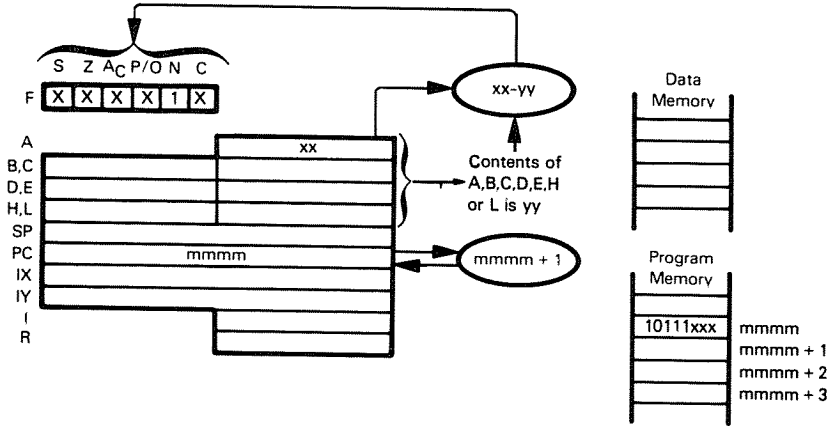 S Z AC P/O N C
F X X X X 1 X
xx-yy
Data
Memory
A xx
B,C
D,E
H,L
SP
PC mmmm
IX
IY
I
R
Contents of
A,B,C,D,E,H
or L is yy
mmmm + 1
Program
Memory
10111xxx mmmm
mmmm + 1
mmmm + 2
mmmm + 3